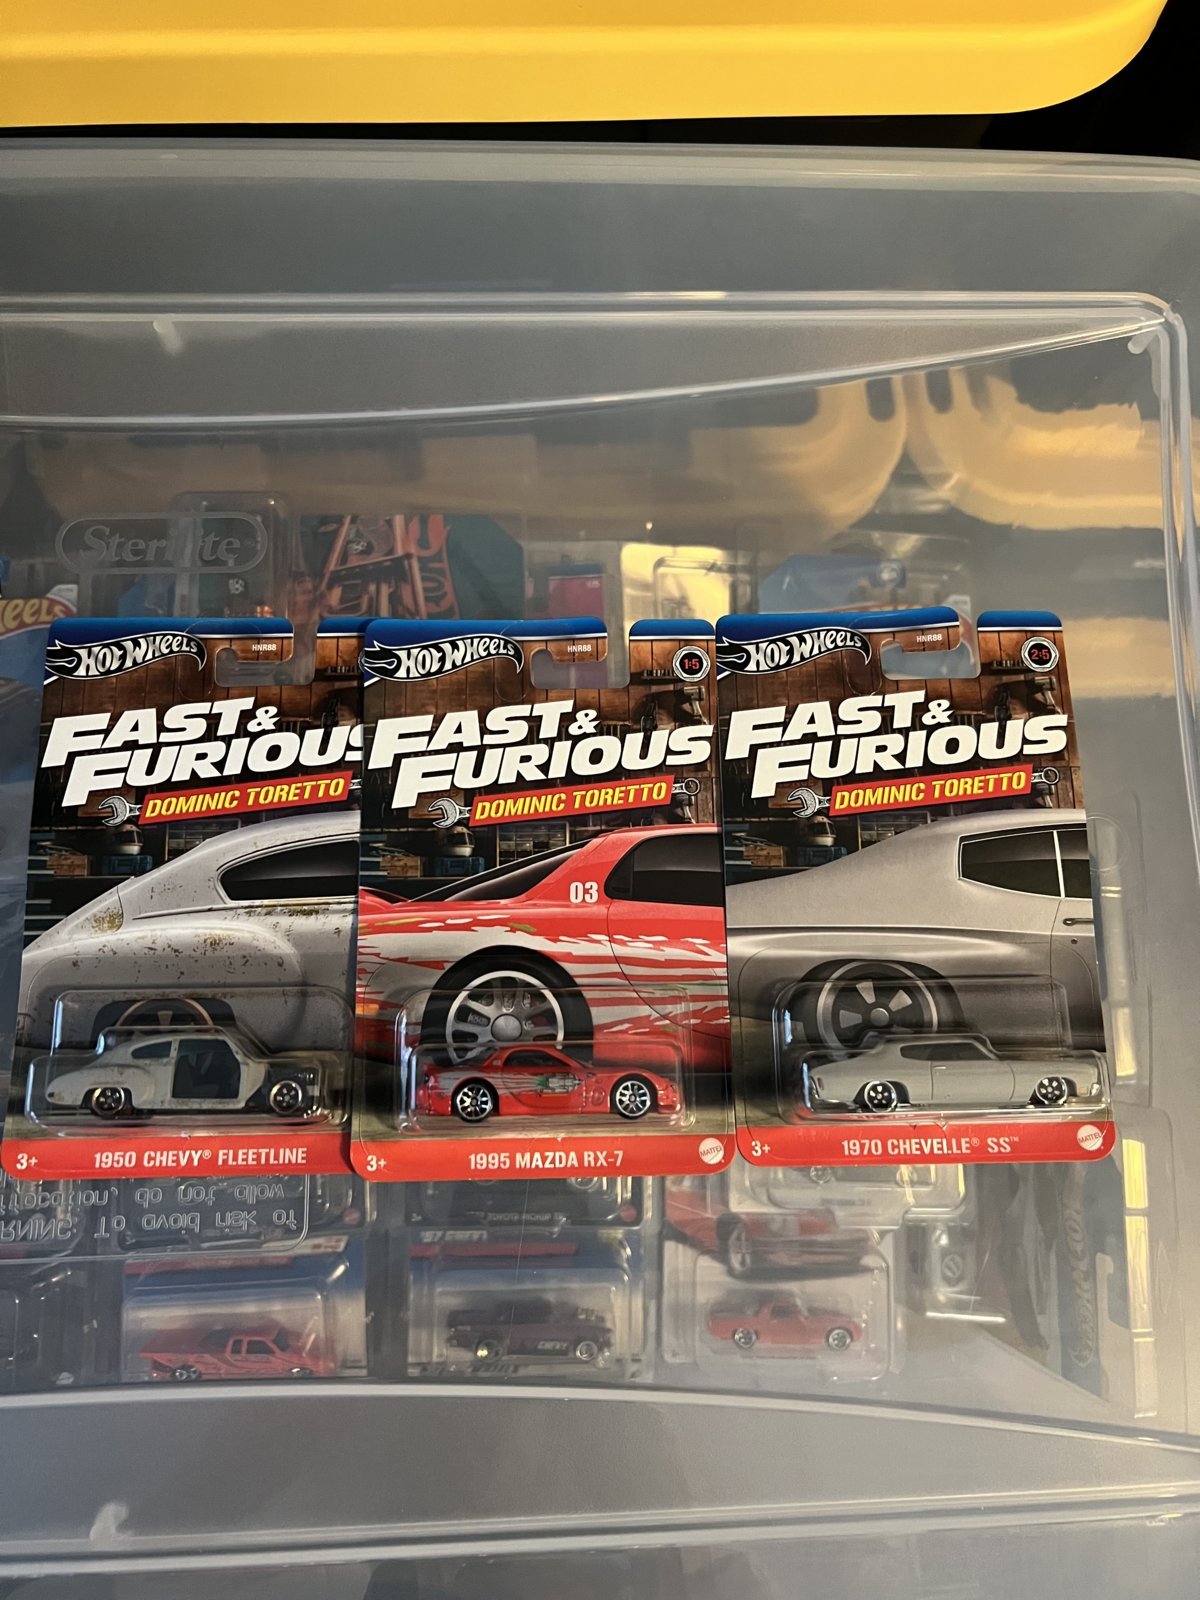 Sterilite
HOT WHEELS
HNR88
FAST &
FURIOUS
DOMINIC TORETTO
3+
1950 CHEVY® FLEETLINE
HOT WHEELS
HNR88
1:5
FAST &
FURIOUS
DOMINIC TORETTO
03
3+
1995 MAZDA RX-7
MATTEL
HOT WHEELS
HNR88
2:5
FAST &
FURIOUS
DOMINIC TORETTO
3+
1970 CHEVELLE® SS™
MATTEL
do not allow
WARNING: To avoid risk of
'57 CHEVY